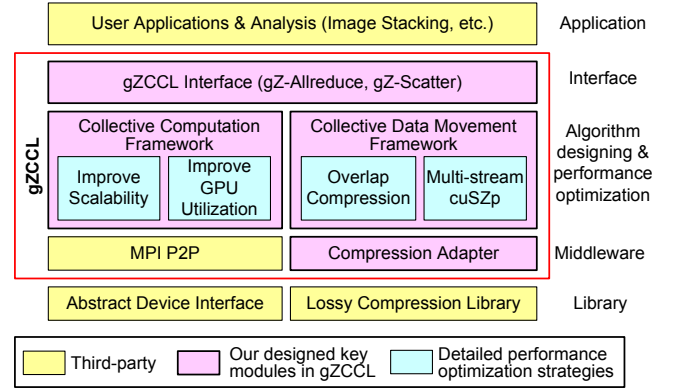 User Applications & Analysis (Image Stacking, etc.)
Application
gZCCL
gZCCL Interface (gZ-Allreduce, gZ-Scatter)
Interface
Collective Computation
Framework
Improve
Scalability
Improve
GPU
Utilization
Collective Data Movement
Framework
Overlap
Compression
Multi-stream
cuSZp
Algorithm
designing &
performance
optimization
MPI P2P
Compression Adapter
Middleware
Abstract Device Interface
Lossy Compression Library
Library
Third-party
Our designed key
modules in gZCCL
Detailed performance
optimization strategies